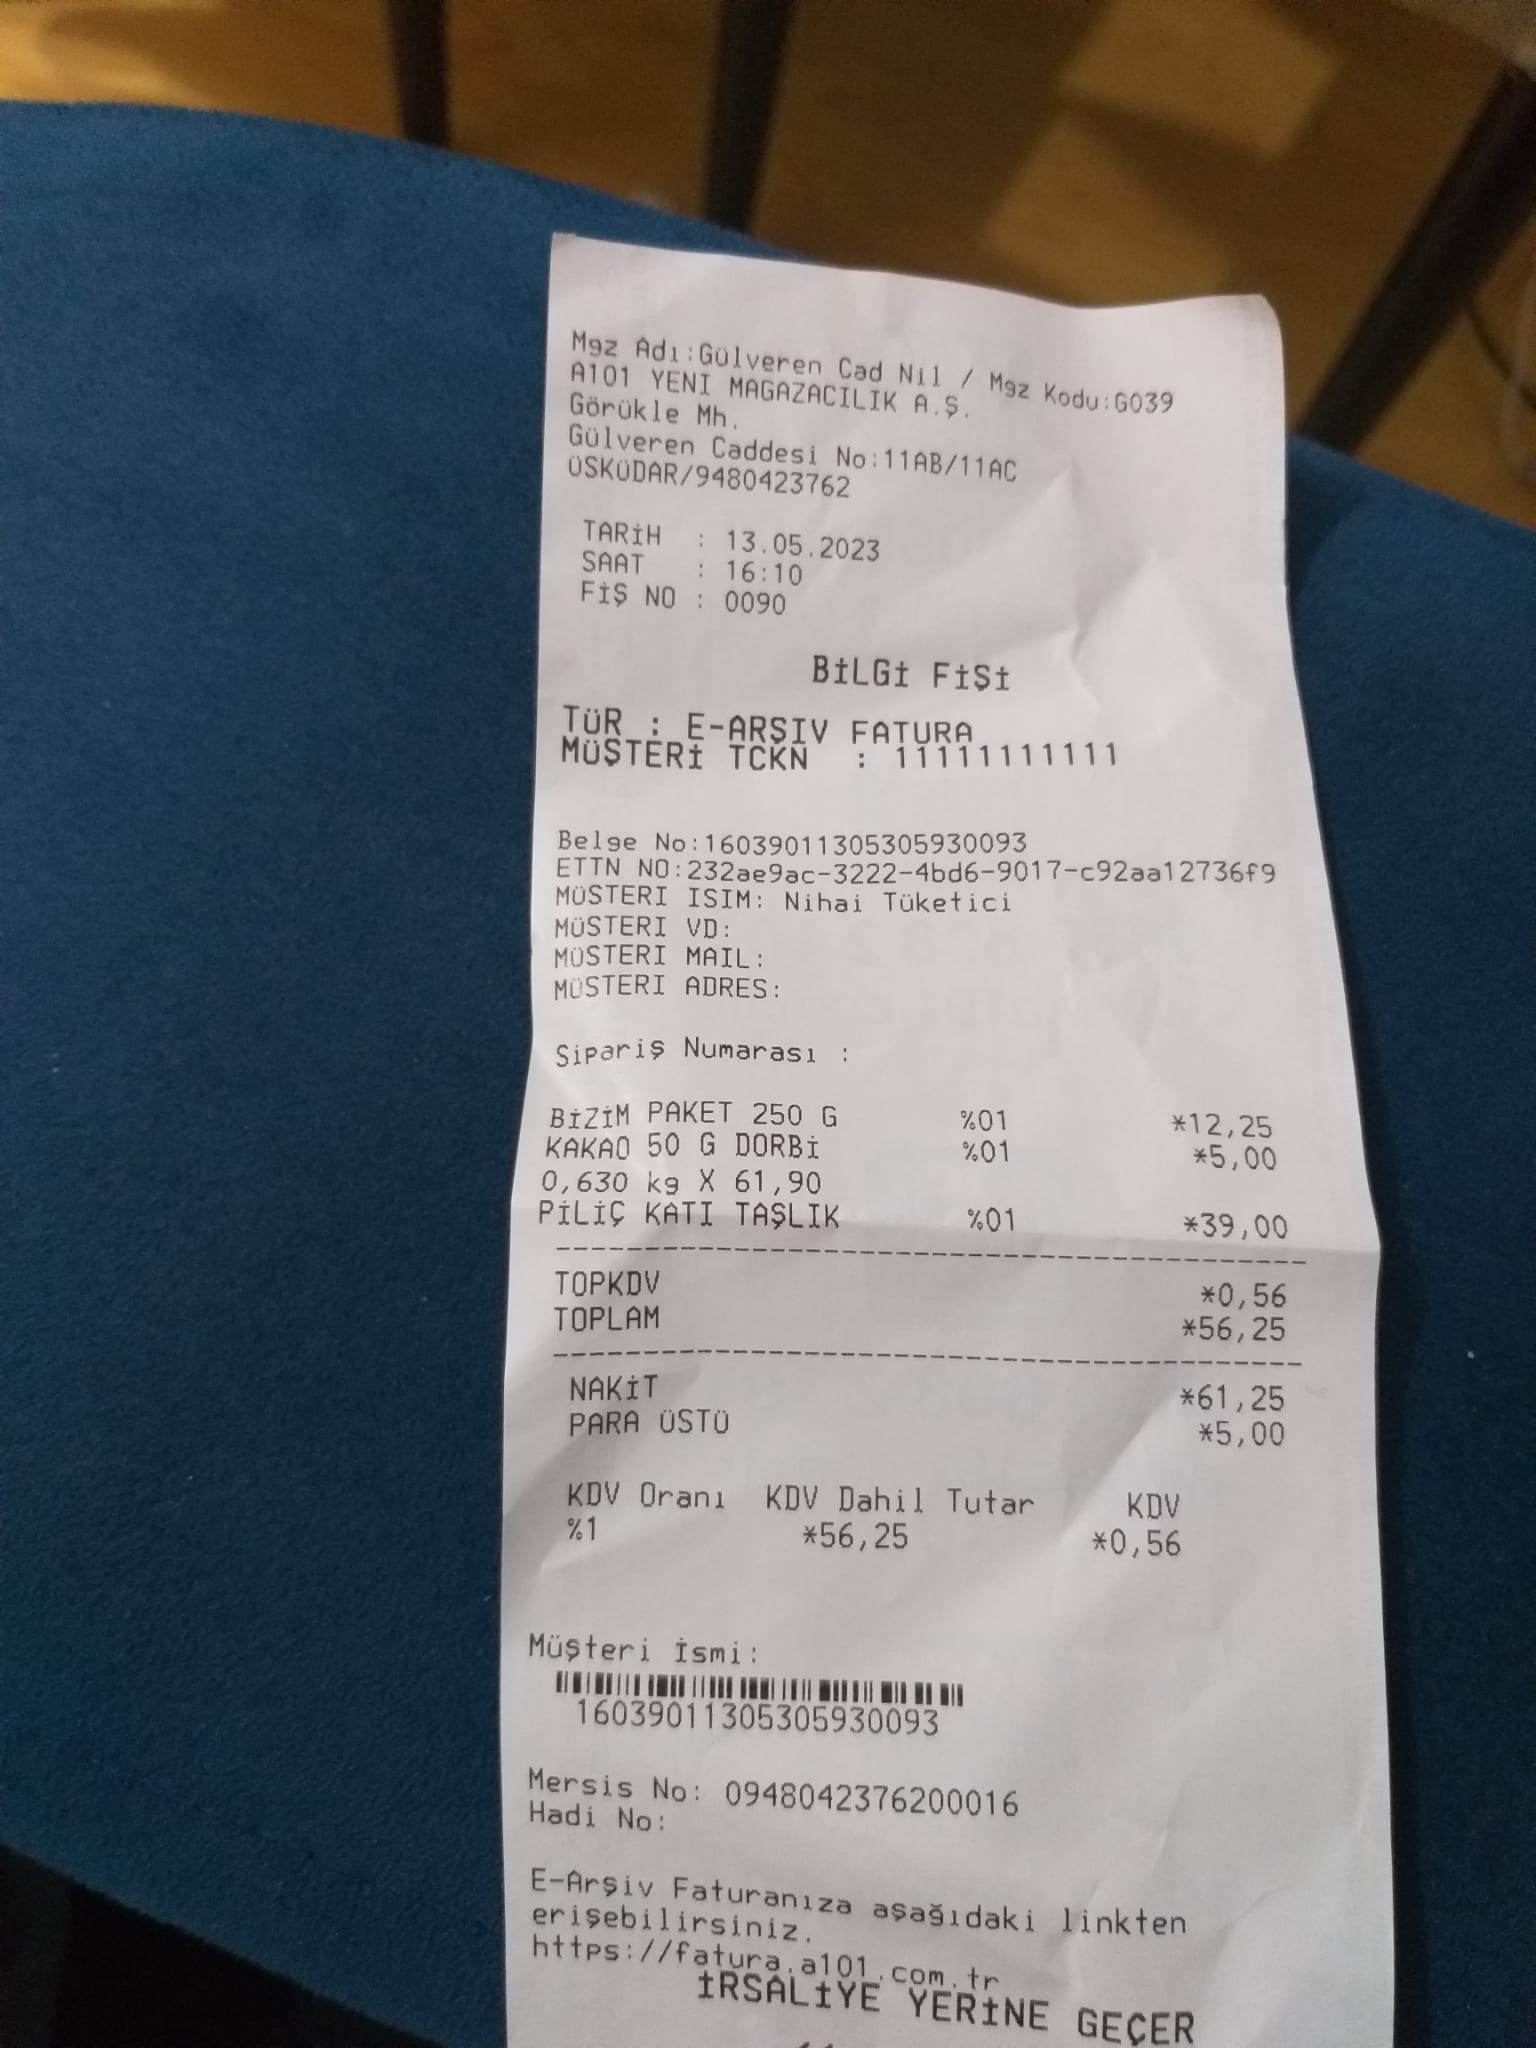 Mgz Adı:Gülveren Cad Nil / Mgz Kodu:G039
A101 YENI MAGAZACILIK A.Ş.
Görükle Mh.
Gülveren Caddesi No:11AB/11AC
ÜSKÜDAR/9480423762
TARİH : 13.05.2023
SAAT : 16:10
FİŞ NO : 0090
BİLGİ FİŞİ
TÜR : E-ARŞIV FATURA
MÜŞTERİ TCKN : 11111111111
Belge No:16039011305305930093
ETTN NO:232ae9ac-3222-4bd6-9017-c92aa12736f9
MÜSTERI ISIM: Nihai Tüketici
MÜSTERI VD:
MÜSTERI MAIL:
MÜSTERI ADRES:
Sipariş Numarası :
BİZİM PAKET 250 G %01 *12,25
KAKAO 50 G DORBİ %01 *5,00
0,630 kg X 61,90
PİLİÇ KATI TAŞLIK %01 *39,00
TOPKDV *0,56
TOPLAM *56,25
NAKİT *61,25
PARA ÜSTÜ *5,00
KDV Oranı KDV Dahil Tutar KDV
%1 *56,25 *0,56
Müşteri İsmi:
16039011305305930093
Mersis No: 0948042376200016
Hadi No:
E-Arşiv Faturanıza aşağıdaki linkten
erişebilirsiniz.
https://fatura.a101.com.tr
İRSALİYE YERİNE GEÇER